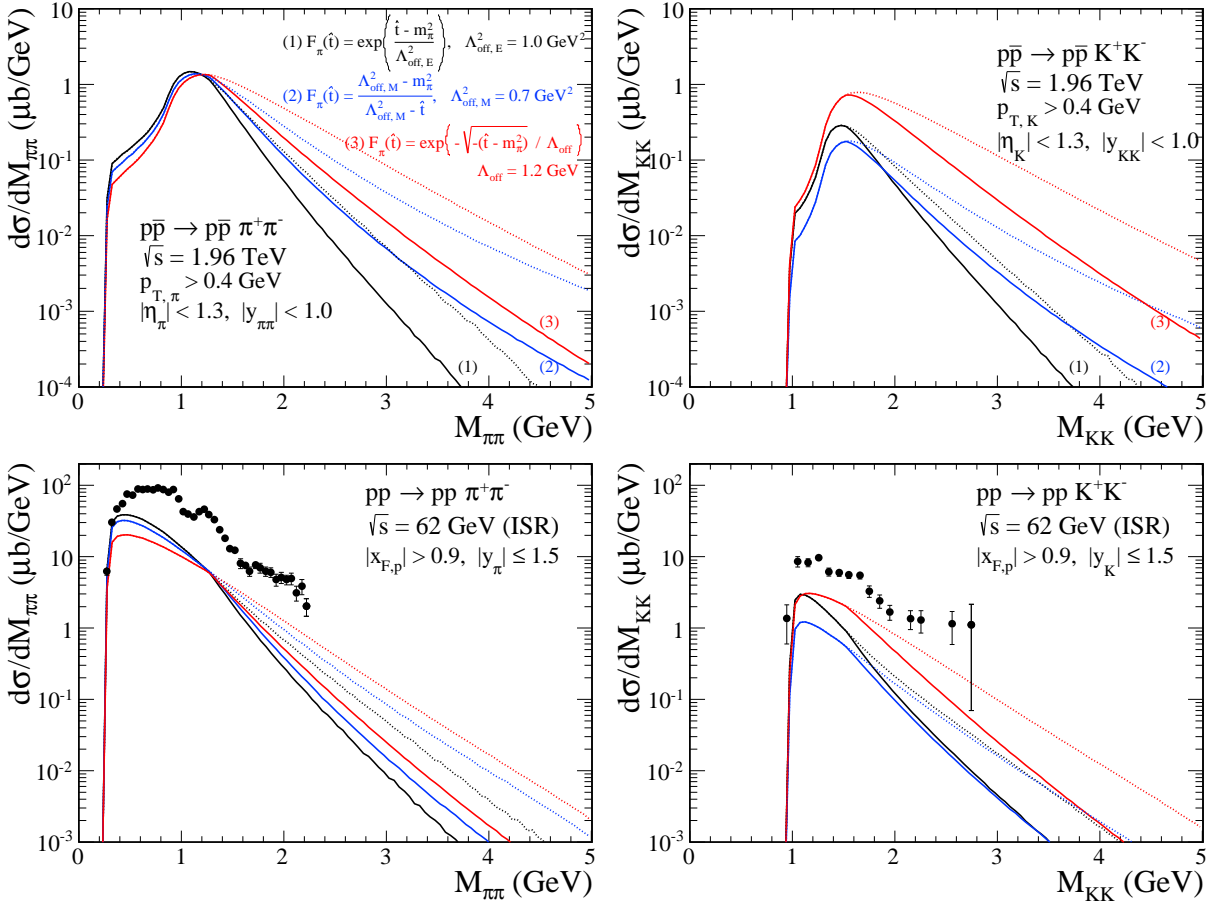 dσ/dM_ππ (μb/GeV)
10
1
10^-1
10^-2
10^-3
10^-4
(1) F_π(t̂) = exp( (t̂ - m_π^2) / Λ^2_off, E ), Λ^2_off, E = 1.0 GeV^2
(2) F_π(t̂) = (Λ^2_off, M - m_π^2) / (Λ^2_off, M - t̂), Λ^2_off, M = 0.7 GeV^2
(3) F_π(t̂) = exp{ -√(-(t̂ - m_π^2)) / Λ_off }
Λ_off = 1.2 GeV
pp̅ → pp̅ π^+π^-
√s = 1.96 TeV
p_T, π > 0.4 GeV
|η_π| < 1.3, |y_ππ| < 1.0
(3)
(1)
(2)
0 1 2 3 4 5
M_ππ (GeV)
dσ/dM_KK (μb/GeV)
10
1
10^-1
10^-2
10^-3
10^-4
pp̅ → pp̅ K^+K^-
√s = 1.96 TeV
p_T, K > 0.4 GeV
|η_K| < 1.3, |y_KK| < 1.0
(3)
(1)
(2)
0 1 2 3 4 5
M_KK (GeV)
dσ/dM_ππ (μb/GeV)
10^2
10
1
10^-1
10^-2
10^-3
pp → pp π^+π^-
√s = 62 GeV (ISR)
|x_F,p| > 0.9, |y_π| ≤ 1.5
0 1 2 3 4 5
M_ππ (GeV)
dσ/dM_KK (μb/GeV)
10^2
10
1
10^-1
10^-2
10^-3
pp → pp K^+K^-
√s = 62 GeV (ISR)
|x_F,p| > 0.9, |y_K| ≤ 1.5
0 1 2 3 4 5
M_KK (GeV)